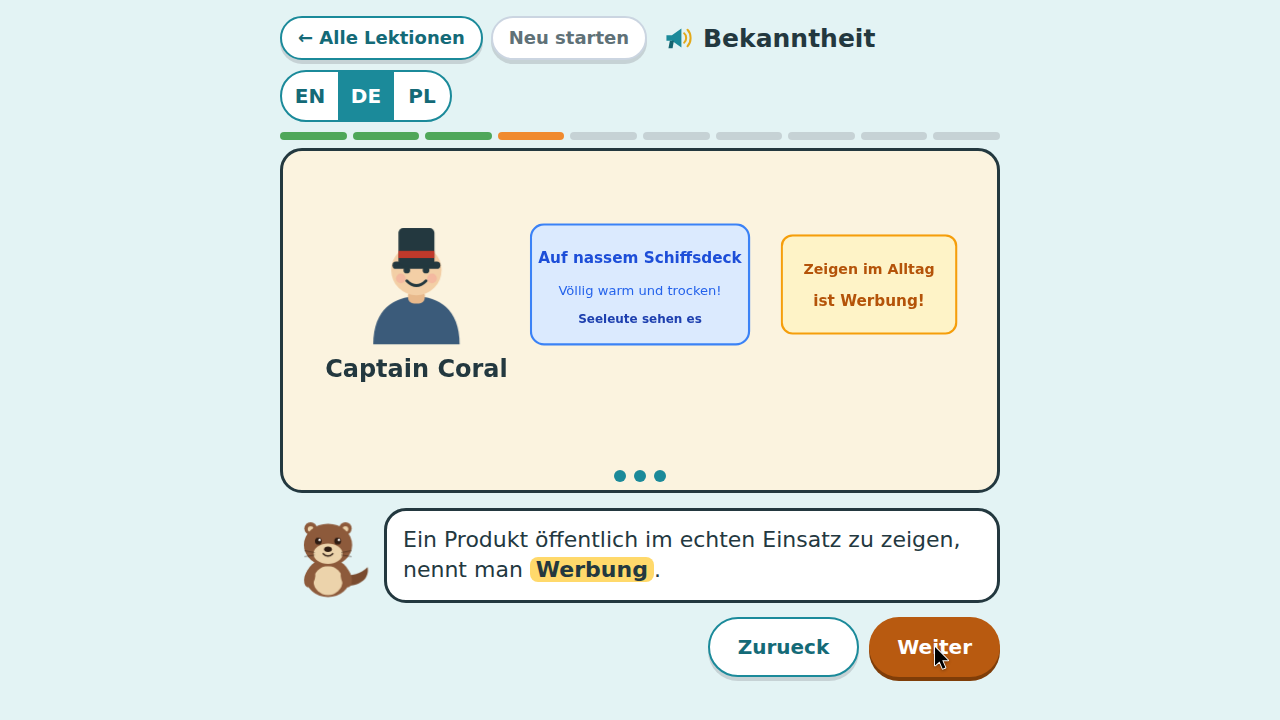 ← Alle Lektionen
Neu starten
Bekanntheit
EN DE PL
Auf nassem Schiffsdeck
Völlig warm und trocken!
Seeleute sehen es
Zeigen im Alltag
ist Werbung!
Captain Coral
Ein Produkt öffentlich im echten Einsatz zu zeigen,
nennt man Werbung.
Zurueck
Weiter